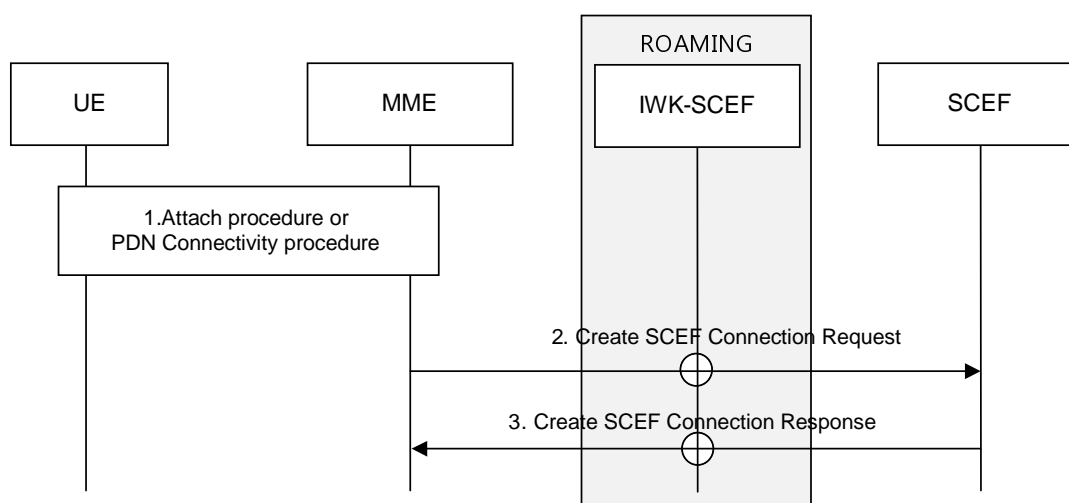 ROAMING
UE
MME
IWK-SCEF
SCEF
1.Attach procedure or
PDN Connectivity procedure
2. Create SCEF Connection Request
3. Create SCEF Connection Response